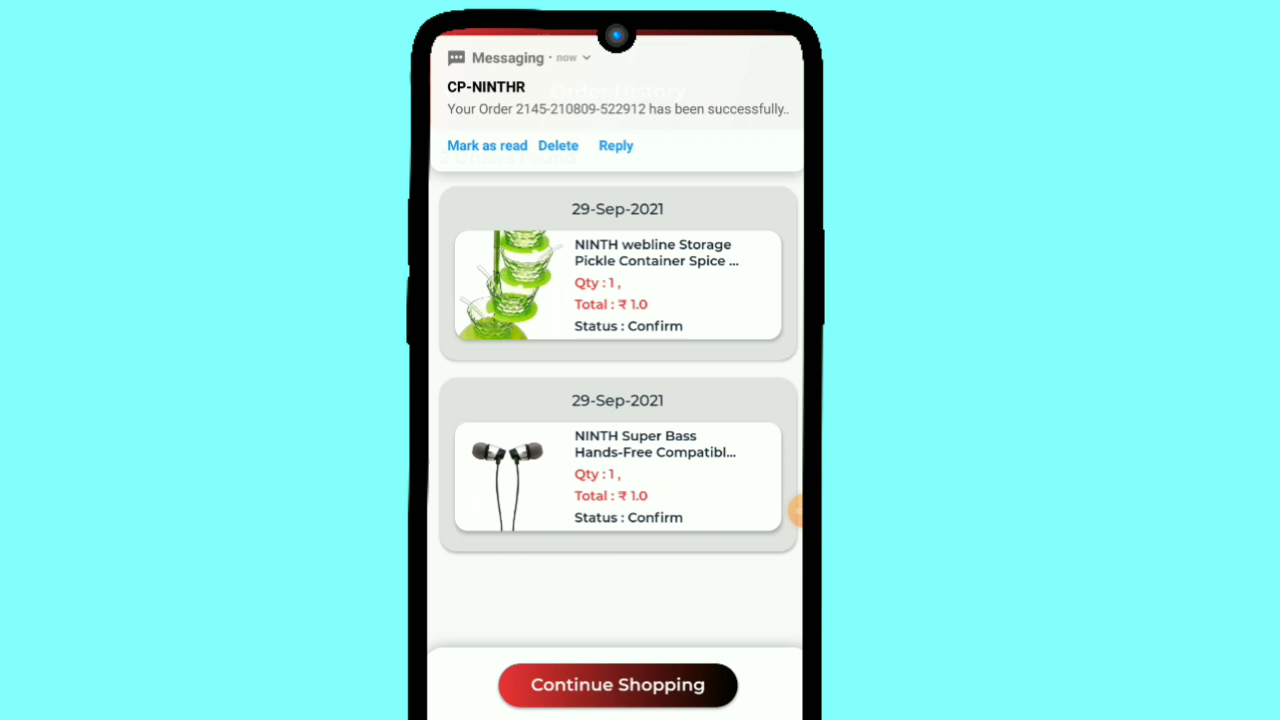 Messaging · now
CP-NINTHR
Order History
Your Order 2145-210809-522912 has been successfully..
Mark as read Delete Reply
29-Sep-2021
NINTH webline Storage
Pickle Container Spice ...
Qty : 1 ,
Total : ₹ 1.0
Status : Confirm
29-Sep-2021
NINTH Super Bass
Hands-Free Compatibl...
Qty : 1 ,
Total : ₹ 1.0
Status : Confirm
Continue Shopping